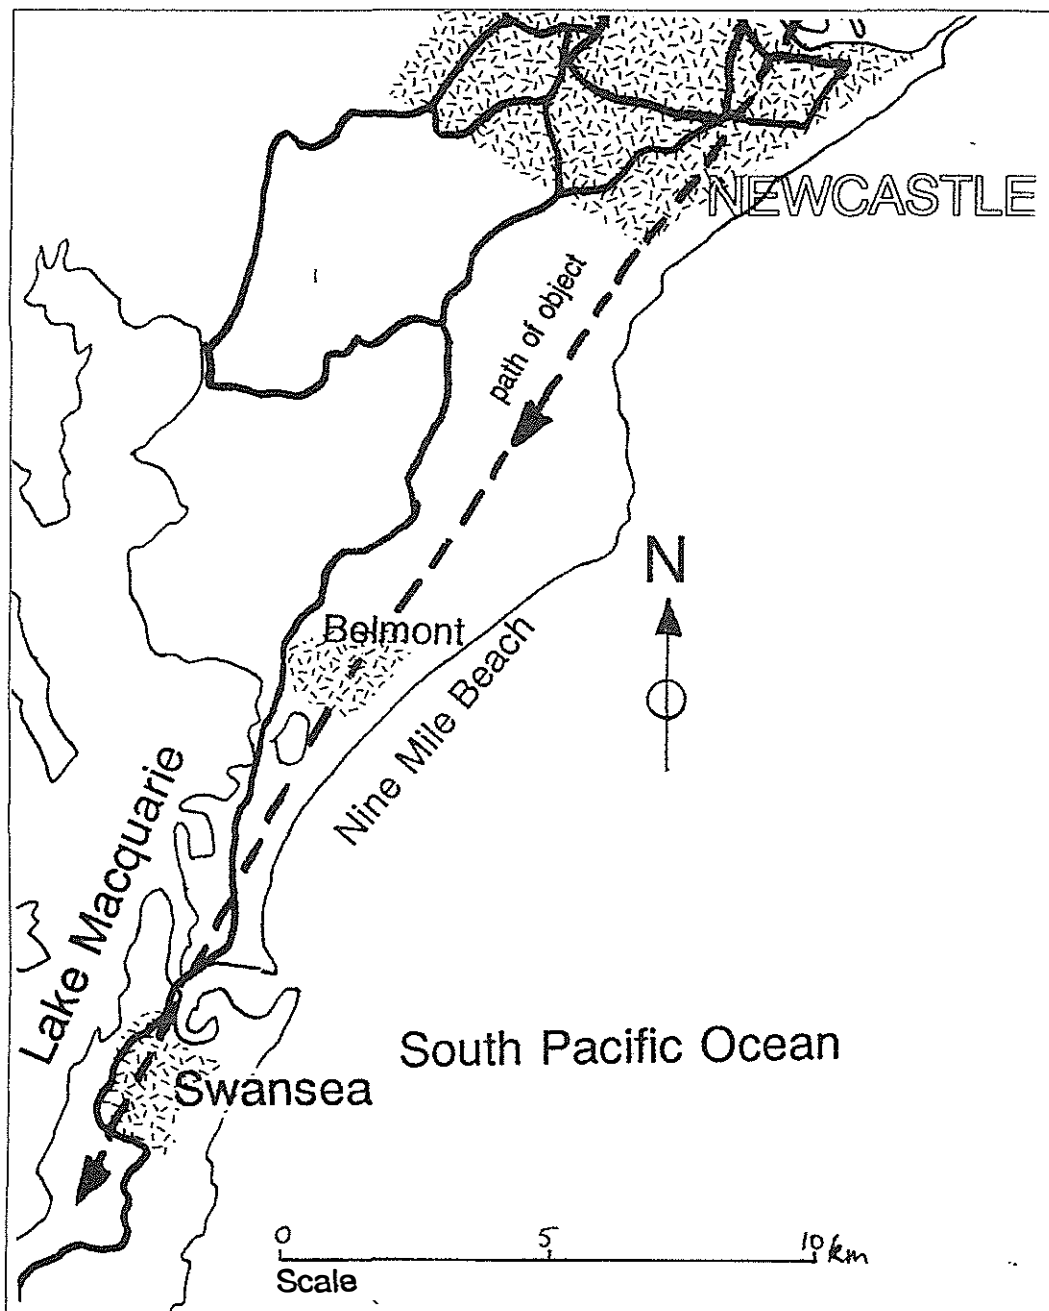 NEWCASTLE
path of object
N
Belmont
Nine Mile Beach
Lake Macquarie
South Pacific Ocean
Swansea
0 5 10 km
Scale